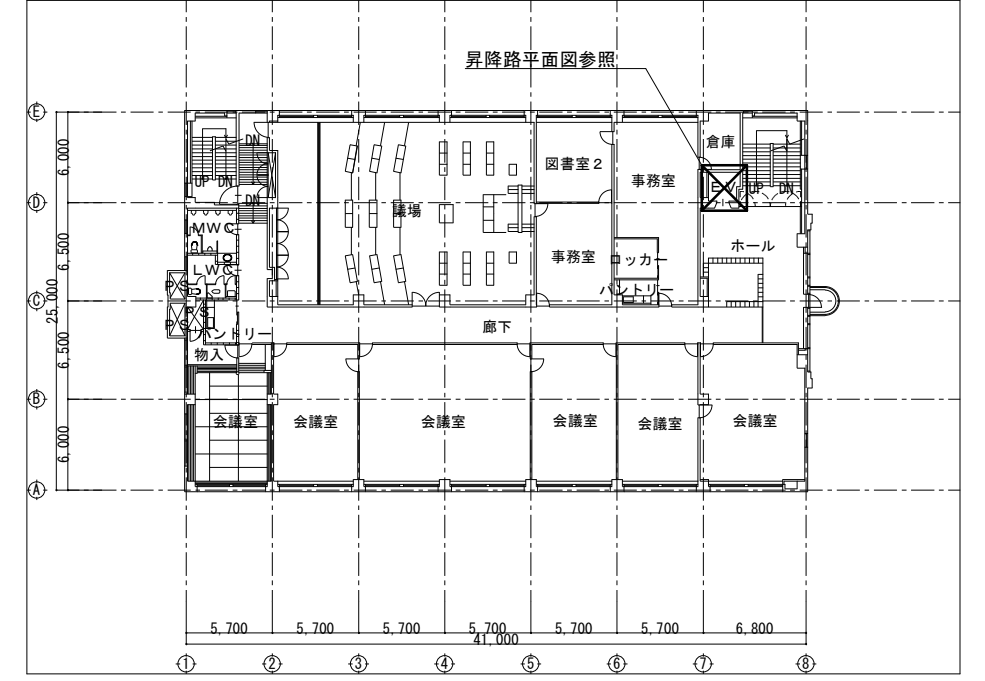 昇降路平面図参照
E
6,000
D
6,500
25,000
C
6,500
B
6,000
A
DN
UP DN
DN
MWC
LWC
PS
PS
PS
パントリー
物入
議場
図書室2
事務室
事務室
ロッカー
パントリー
倉庫
EV
UP DN
ホール
廊下
会議室
会議室
会議室
会議室
会議室
会議室
5,700
5,700
5,700
5,700
5,700
5,700
6,800
41,000
1
2
3
4
5
6
7
8